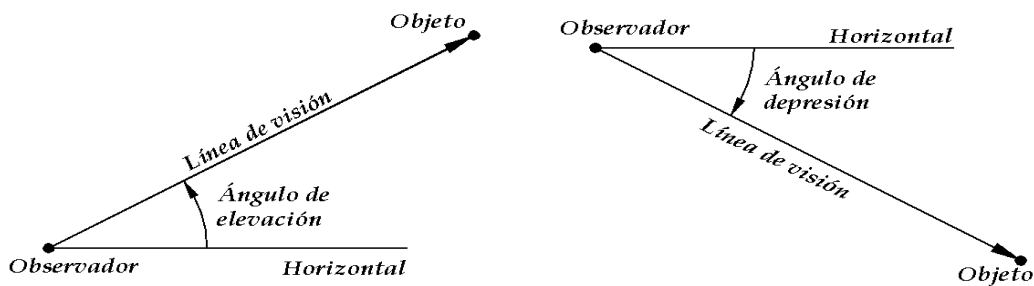 Objeto
Línea de visión
Ángulo de
elevación
Observador
Horizontal
Observador
Horizontal
Ángulo de
depresión
Línea de visión
Objeto